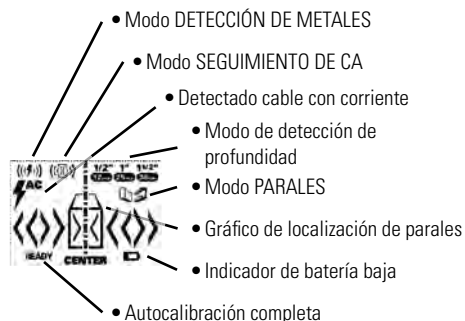 • Modo DETECCIÓN DE METALES
• Modo SEGUIMIENTO DE CA
• Detectado cable con corriente
• Modo de detección de
profundidad
• Modo PARALES
• Gráfico de localización de parales
• Indicador de batería baja
• Autocalibración completa
1/2" 1" 1 1/2"
AC
READY
CENTER